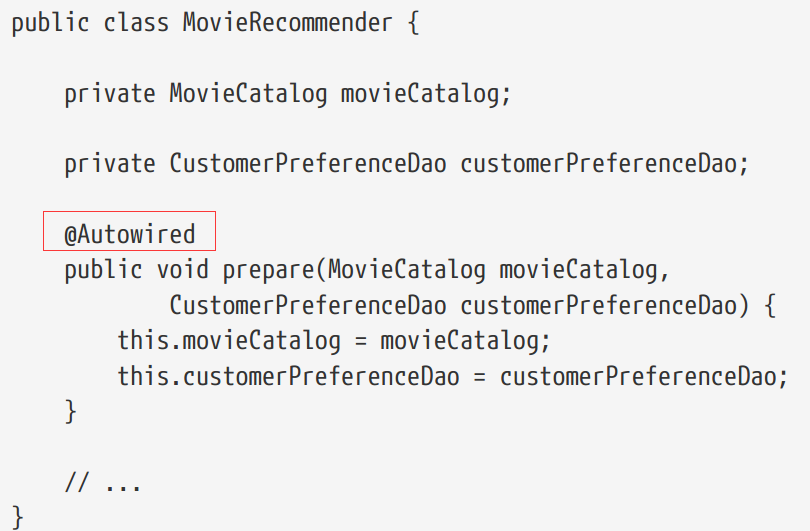 public class MovieRecommender {
private MovieCatalog movieCatalog;
private CustomerPreferenceDao customerPreferenceDao;
@Autowired
public void prepare(MovieCatalog movieCatalog,
CustomerPreferenceDao customerPreferenceDao) {
this.movieCatalog = movieCatalog;
this.customerPreferenceDao = customerPreferenceDao;
}
// ...
}